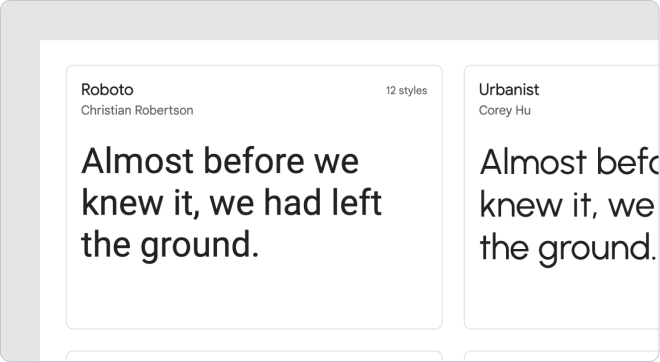 Roboto
12 styles
Christian Robertson
Almost before we
knew it, we had left
the ground.
Urbanist
Corey Hu
Almost befo
knew it, we
the ground.